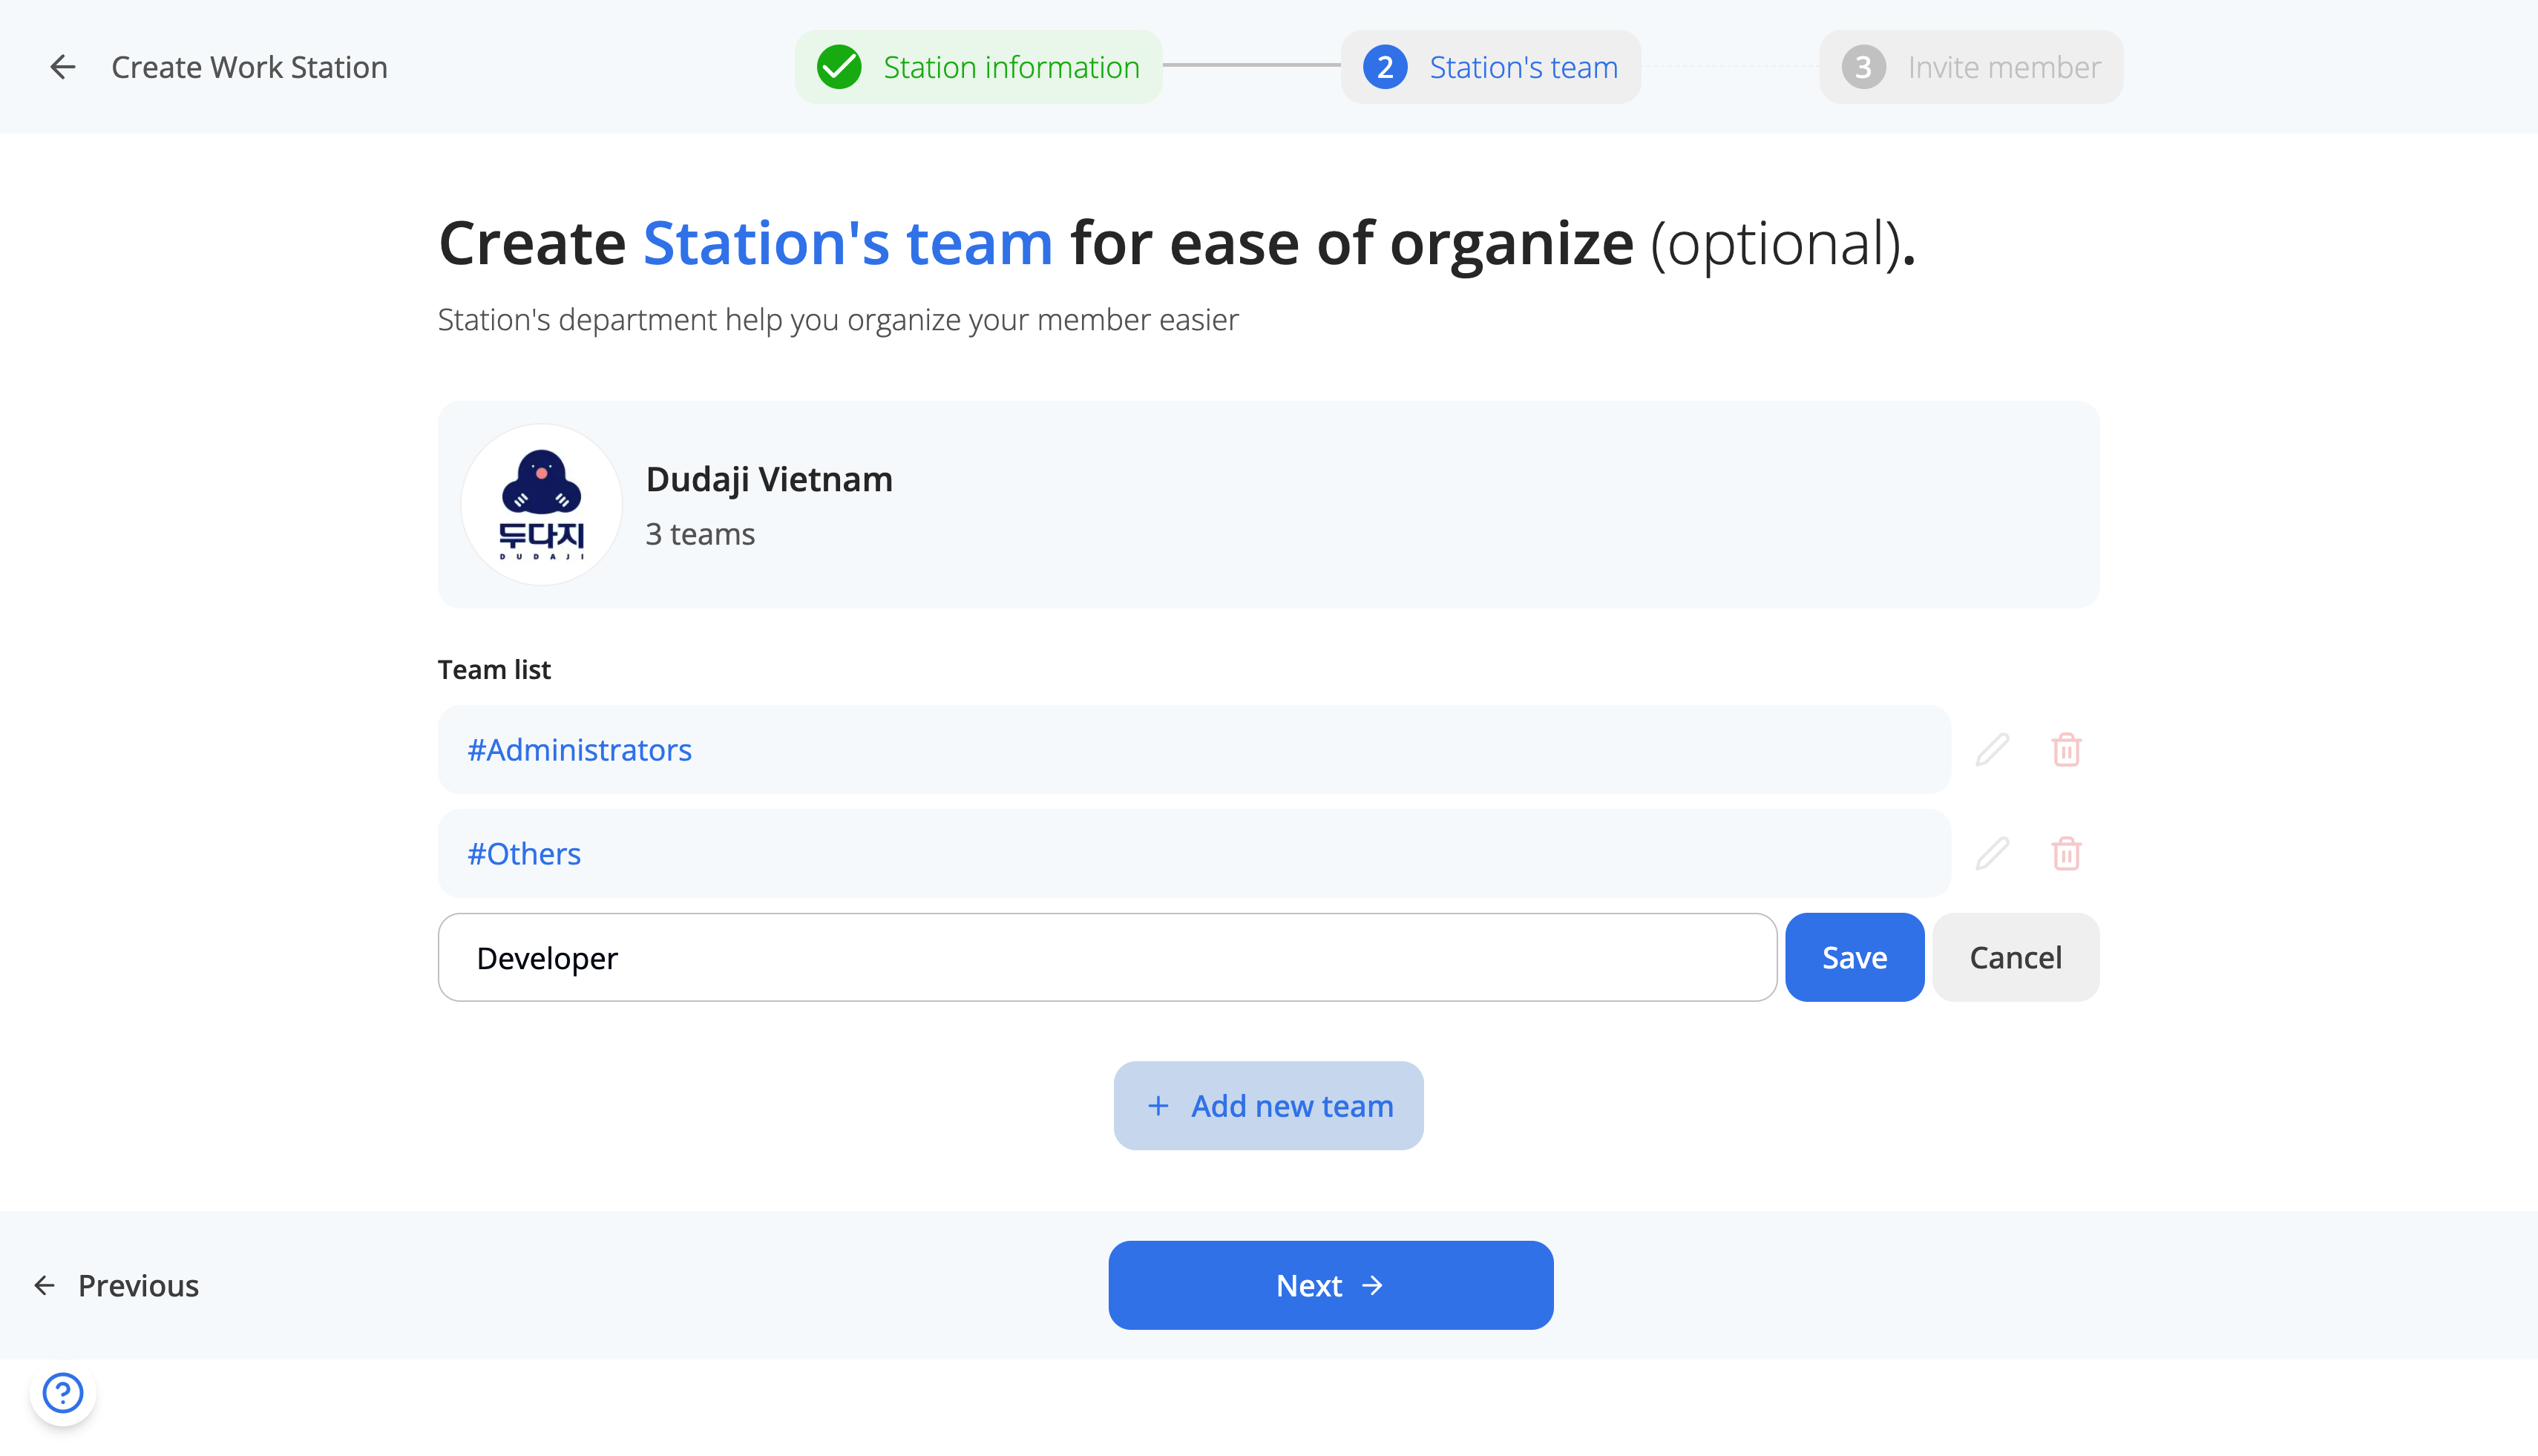 Create Work Station
Station information
2 Station's team
3 Invite member
Create Station's team for ease of organize (optional).
Station's department help you organize your member easier
두다지
DUDAJI
Dudaji Vietnam
3 teams
Team list
#Administrators
#Others
Developer
Save
Cancel
+ Add new team
← Previous
Next →
?